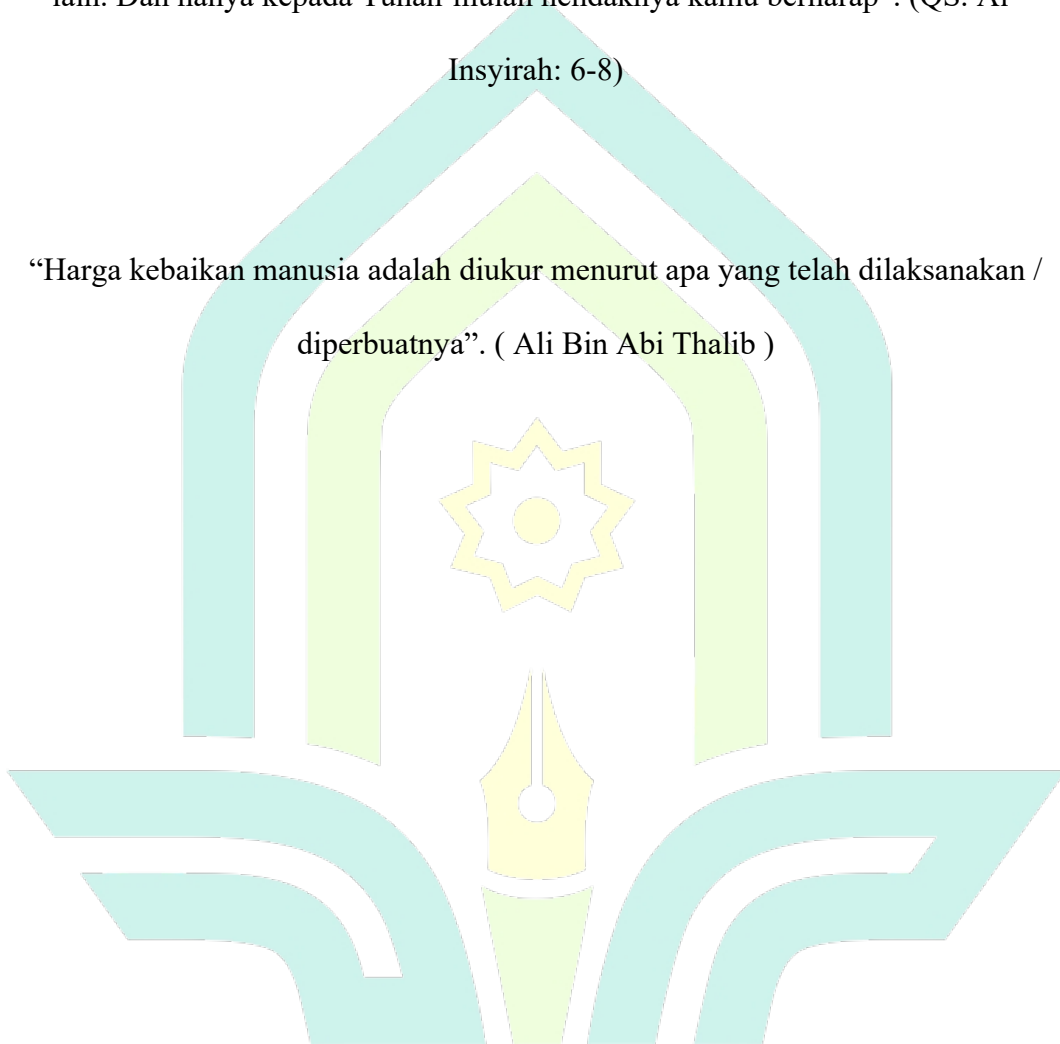 lain. Dan hanya kepada Tuhan-mulah hendaknya kamu berharap”. (QS. Al-
Insyirah: 6-8)
“Harga kebaikan manusia adalah diukur menurut apa yang telah dilaksanakan /
diperbuatnya”. ( Ali Bin Abi Thalib )